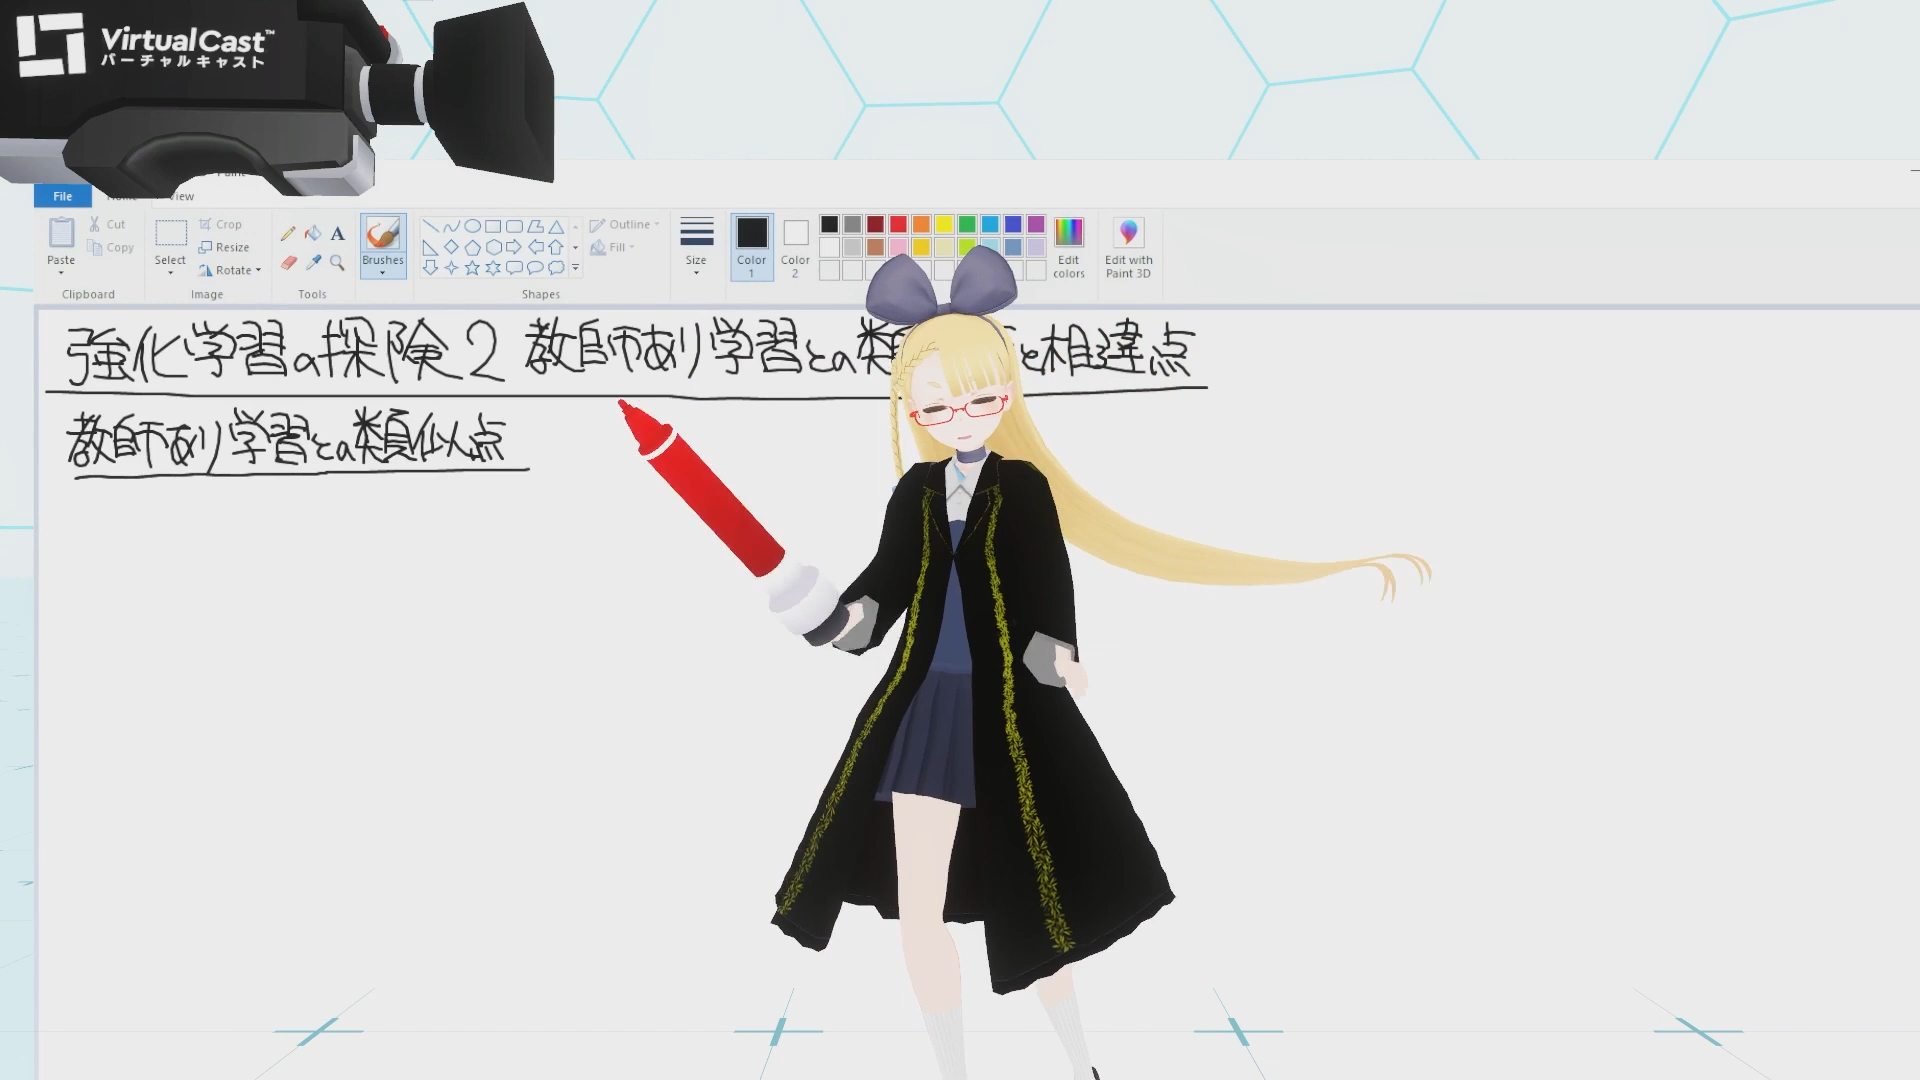 VirtualCast™
バーチャルキャスト
File
View
Paste
Cut
Copy
Clipboard
Select
Crop
Resize
Rotate
Image
A
Tools
Brushes
Shapes
Outline
Fill
Size
Color 1
Color 2
Edit colors
Edit with Paint 3D
強化学習の探険2 教師あり学習との類 と相違点
教師あり学習との類似点